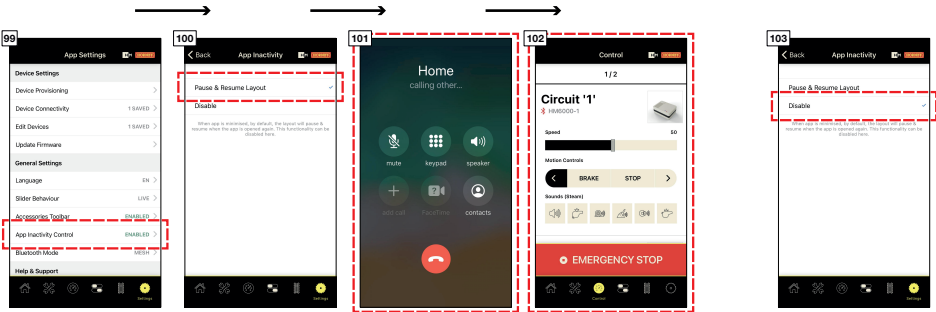 99
App Settings
Device Settings
Device Provisioning
Device Connectivity 1 SAVED
Edit Devices 1 SAVED
Update Firmware
General Settings
Language EN
Slider Behaviour LIVE
Accessories Toolbar ENABLED
App Inactivity Control ENABLED
Bluetooth Mode MESH
Help & Support
Settings
100
Back App Inactivity
Pause & Resume Layout
Disable
When app is minimised, by default, the layout will pause &
resume when the app is opened again. This functionality can be
disabled here.
Settings
101
Home
calling other...
mute keypad speaker
add call FaceTime contacts
102
Control
1/2
Circuit '1'
HM6000-1
Speed 50
Motion Controls
BRAKE STOP
Sounds (Steam)
EMERGENCY STOP
Control
103
Back App Inactivity
Pause & Resume Layout
Disable
When app is minimised, by default, the layout will pause &
resume when the app is opened again. This functionality can be
disabled here.
Settings